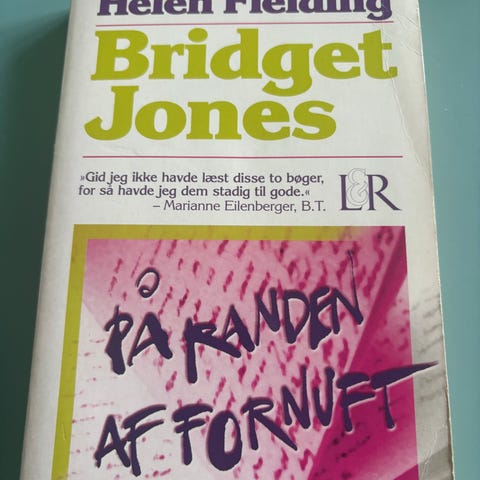 Helen Fielding
Bridget
Jones
»Gid jeg ikke havde læst disse to bøger,
for så havde jeg dem stadig til gode.«
– Marianne Eilenberger, B.T.
L&R
PÅ RANDEN
AF FORNUFT